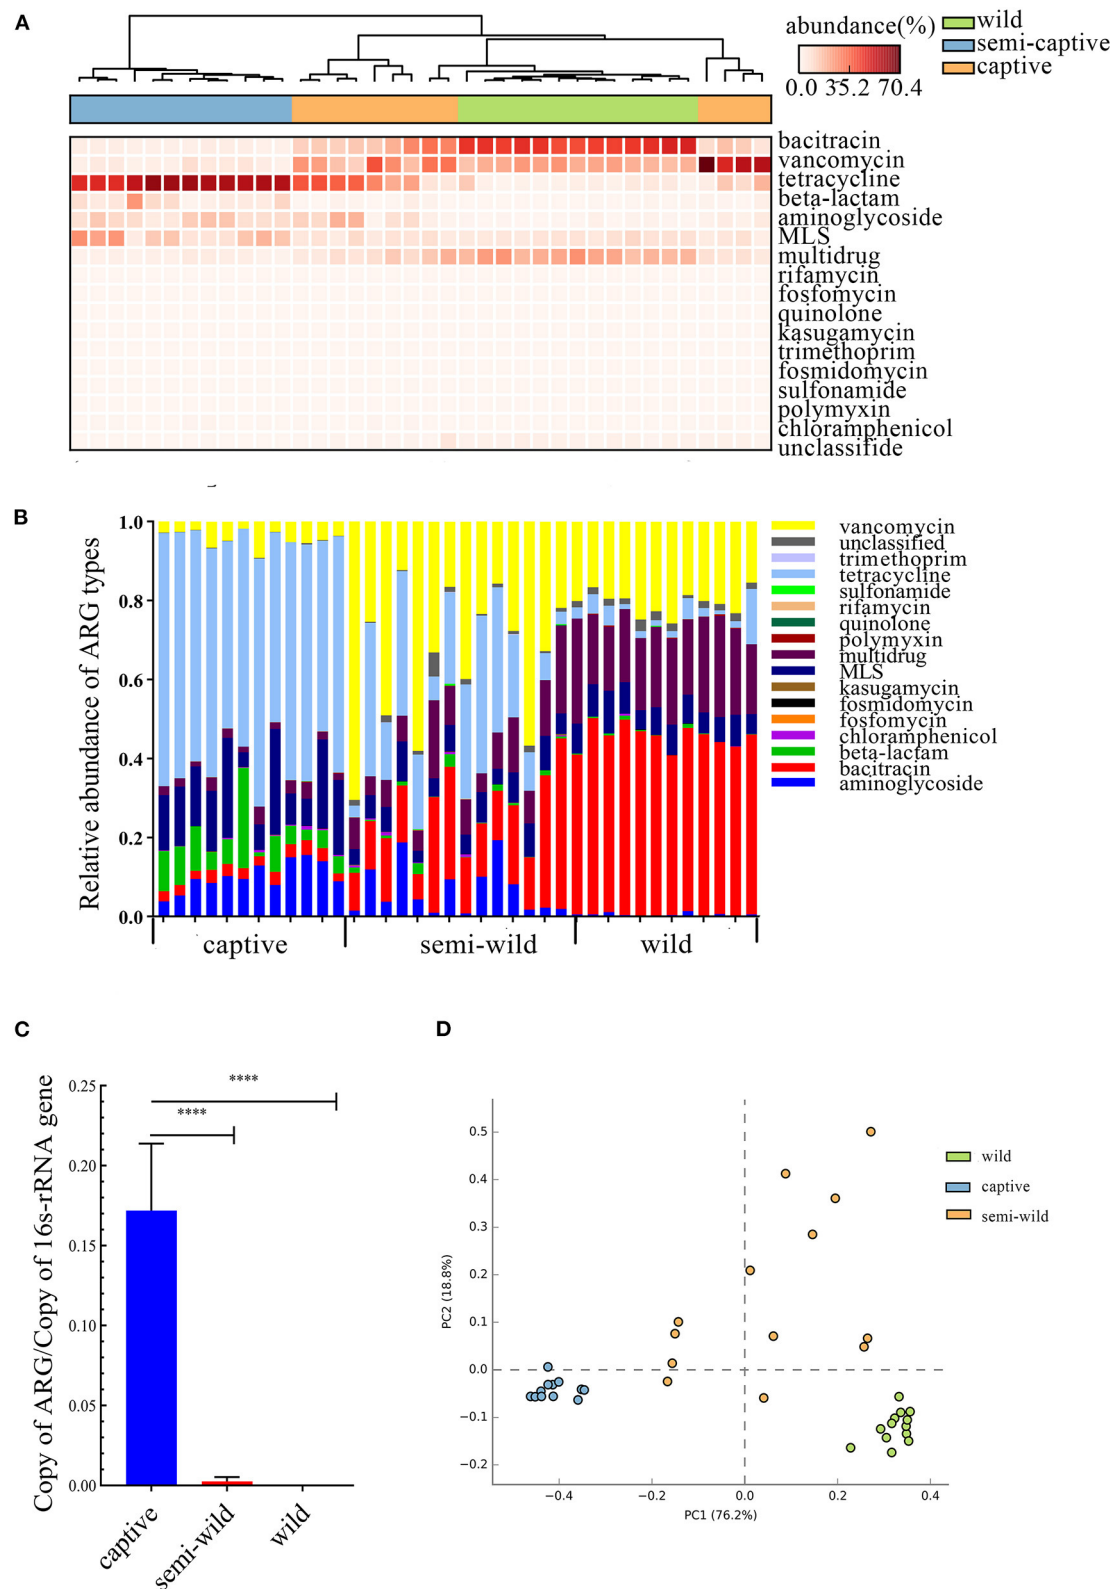 A
abundance(%)
0.0 35.2 70.4
wild
semi-captive
captive
bacitracin
vancomycin
tetracycline
beta-lactam
aminoglycoside
MLS
multidrug
rifamycin
fosfomycin
quinolone
kasugamycin
trimethoprim
fosmidomycin
sulfonamide
polymyxin
chloramphenicol
unclassifide
B
Relative abundance of ARG types
1.0
0.8
0.6
0.4
0.2
0.0
captive
semi-wild
wild
vancomycin
unclassified
trimethoprim
tetracycline
sulfonamide
rifamycin
quinolone
polymyxin
multidrug
MLS
kasugamycin
fosmidomycin
fosfomycin
chloramphenicol
beta-lactam
bacitracin
aminoglycoside
C
Copy of ARG/Copy of 16s-rRNA gene
0.25
0.20
0.15
0.10
0.05
0.00
****
****
captive
semi-wild
wild
D
PC2 (18.8%)
0.5
0.4
0.3
0.2
0.1
0.0
−0.1
−0.2
−0.4
−0.2
0.0
0.2
0.4
PC1 (76.2%)
wild
captive
semi-wild